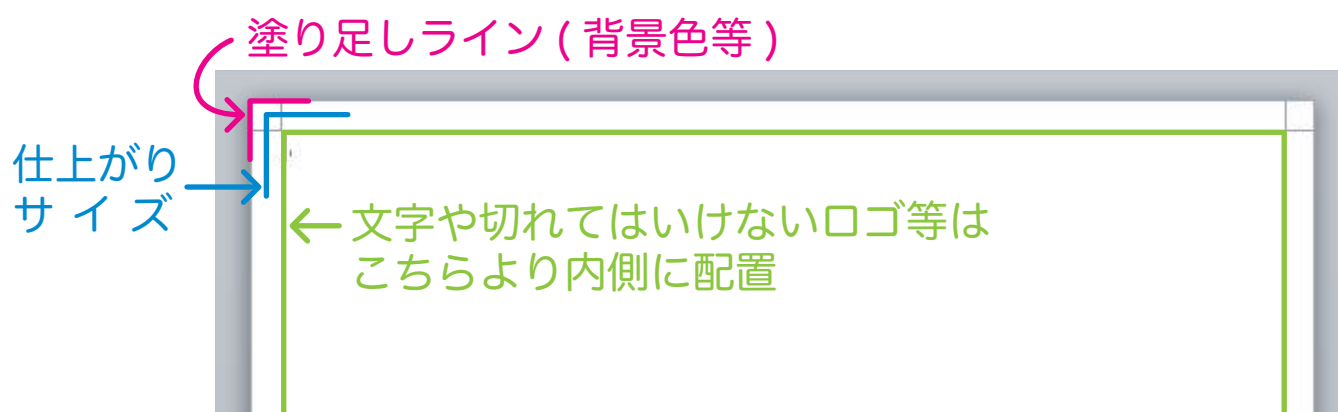 塗り足しライン ( 背景色等 )
仕上がり
サイズ
文字や切れてはいけないロゴ等は
こちらより内側に配置